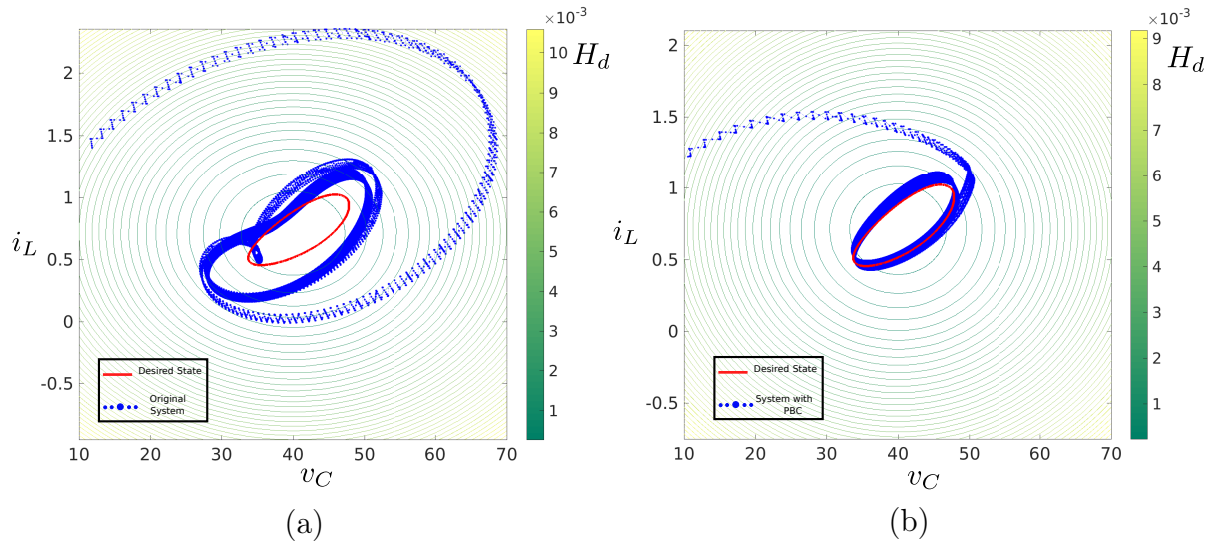 ×10⁻³
H_d
2
1.5
1
0.5
0
-0.5
i_L
10
9
8
7
6
5
4
3
2
1
Desired State
Original
System
10 20 30 40 50 60 70
v_C
(a)
×10⁻³
H_d
2
1.5
1
0.5
0
-0.5
i_L
9
8
7
6
5
4
3
2
1
Desired State
System with
PBC
10 20 30 40 50 60 70
v_C
(b)